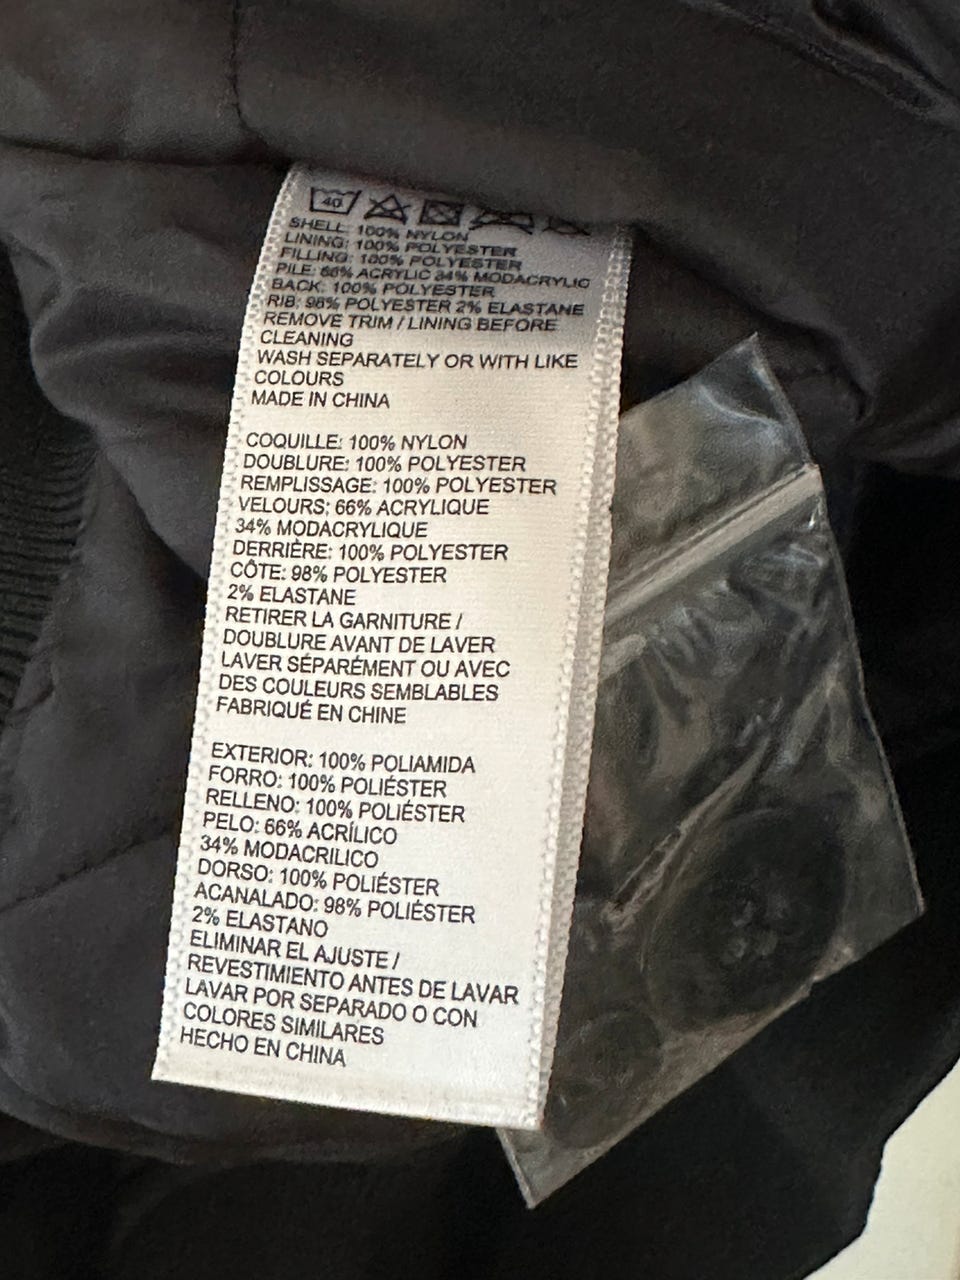 40
SHELL: 100% NYLON
LINING: 100% POLYESTER
FILLING: 100% POLYESTER
PILE: 66% ACRYLIC 34% MODACRYLIC
BACK: 100% POLYESTER
RIB: 98% POLYESTER 2% ELASTANE
REMOVE TRIM / LINING BEFORE
CLEANING
WASH SEPARATELY OR WITH LIKE
COLOURS
MADE IN CHINA
COQUILLE: 100% NYLON
DOUBLURE: 100% POLYESTER
REMPLISSAGE: 100% POLYESTER
VELOURS: 66% ACRYLIQUE
34% MODACRYLIQUE
DERRIÈRE: 100% POLYESTER
CÔTE: 98% POLYESTER
2% ELASTANE
RETIRER LA GARNITURE /
DOUBLURE AVANT DE LAVER
LAVER SÉPARÉMENT OU AVEC
DES COULEURS SEMBLABLES
FABRIQUÉ EN CHINE
EXTERIOR: 100% POLIAMIDA
FORRO: 100% POLIÉSTER
RELLENO: 100% POLIÉSTER
PELO: 66% ACRÍLICO
34% MODACRILICO
DORSO: 100% POLIÉSTER
ACANALADO: 98% POLIÉSTER
2% ELASTANO
ELIMINAR EL AJUSTE /
REVESTIMIENTO ANTES DE LAVAR
LAVAR POR SEPARADO O CON
COLORES SIMILARES
HECHO EN CHINA